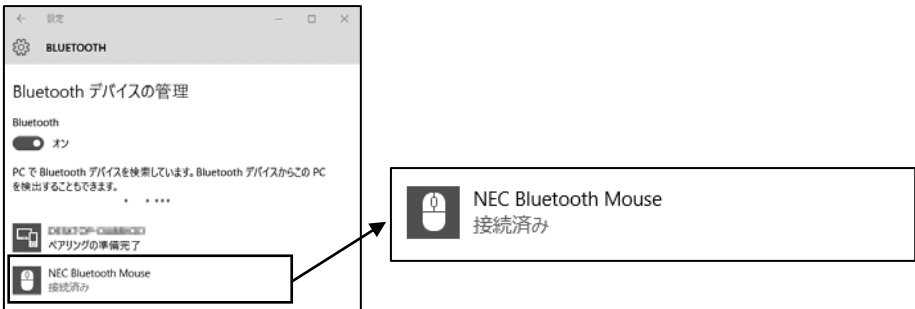 設定
BLUETOOTH
Bluetooth デバイスの管理
Bluetooth
オン
PC で Bluetooth デバイスを検索しています。Bluetooth デバイスからこの PC
を検出することもできます。
ペアリングの準備完了
NEC Bluetooth Mouse
接続済み
NEC Bluetooth Mouse
接続済み